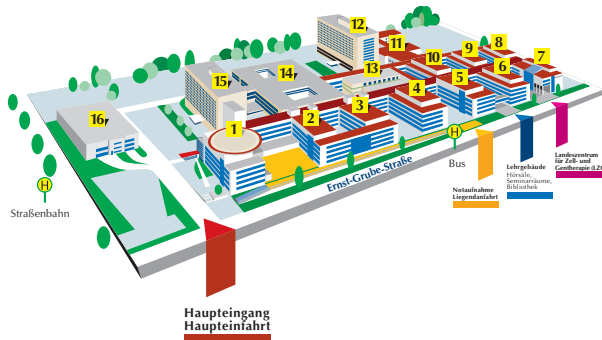 12
11
9
8
10
7
15
14
13
6
5
4
3
2
1
16
H
Straßenbahn
Ernst-Grube-Straße
H
Bus
Haupteingang
Haupteinfahrt
Notaufnahme
Liegendanfahrt
Lehrgebäude
Hörsäle,
Seminarräume,
Bibliothek
Landeszentrum
für Zell- und
Gentherapie (LZG